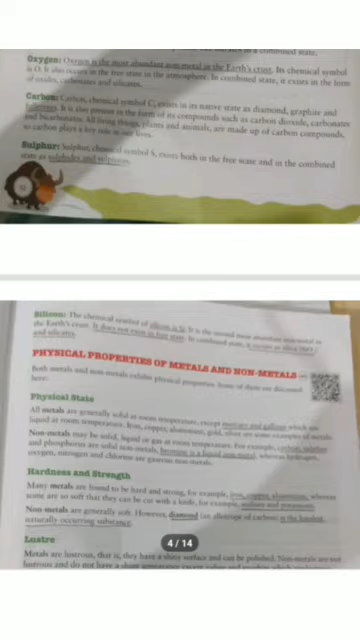 in a combined state.
Oxygen: Oxygen is the most abundant non-metal in the Earth's crust. Its chemical symbol
is O. It also occurs in the free state in the atmosphere. In combined state, it exists in the form
of oxides, carbonates and silicates.
Carbon: Carbon, chemical symbol C, exists in its native state as diamond, graphite and
fullerenes. It is also present in the form of its compounds such as carbon dioxide, carbonates
and bicarbonates. All living things, plants and animals, are made up of carbon compounds,
so carbon plays a key role in our lives.
Sulphur: Sulphur, chemical symbol S, exists both in the free state and in the combined
state as sulphides and sulphates.
Silicon: The chemical symbol of silicon is Si. It is the second most abundant non-metal in
the Earth's crust. It does not exist in free state. In combined state, it exists as silica
and silicates.
PHYSICAL PROPERTIES OF METALS AND NON-METALS
Both metals and non-metals exhibit physical properties. Some of them are discussed
here:
Physical State
All metals are generally solid at room temperature, except mercury and gallium which are
liquid at room temperature. Iron, copper, aluminium, gold, silver are some examples of metals.
Non-metals may be solid, liquid or gas at room temperature. For example, carbon, sulphur
and phosphorus are solid non-metals, bromine is a liquid non-metal, whereas hydrogen,
oxygen, nitrogen and chlorine are gaseous non-metals.
Hardness and Strength
Many metals are found to be hard and strong, for example, iron, copper, aluminium, whereas
some are so soft that they can be cut with a knife, for example, sodium and potassium.
Non-metals are generally soft. However, diamond (an allotrope of carbon) is the hardest
naturally occurring substance.
4 / 14
Lustre
Metals are lustrous, that is, they have a shiny surface and can be polished. Non-metals are not
lustrous and do not have a shiny appearance except iodine and graphite which